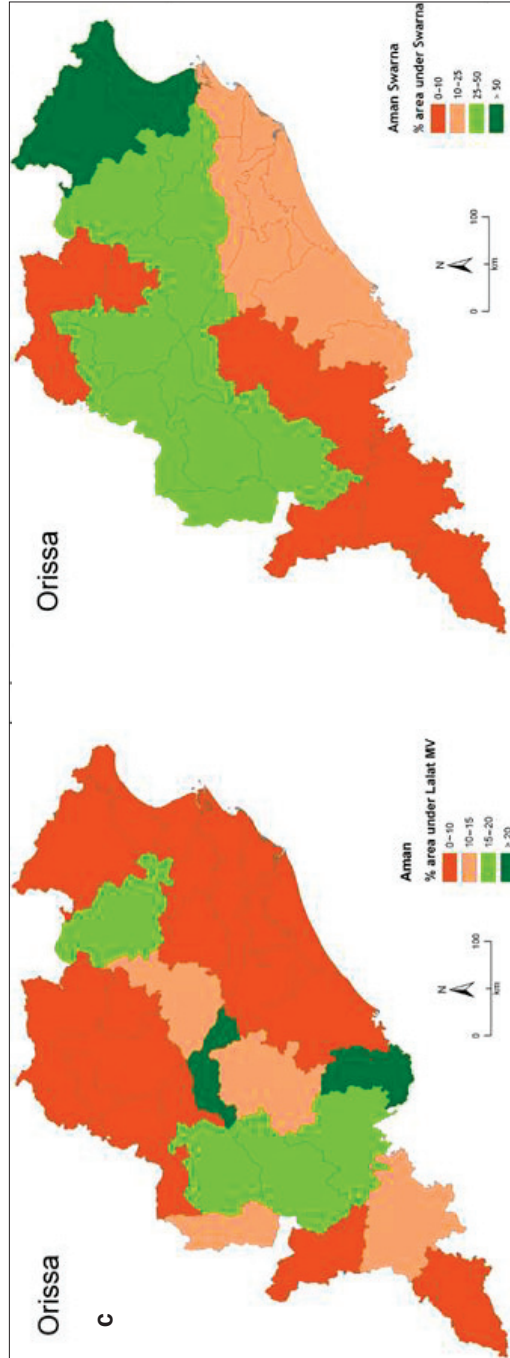 Orissa
c
Aman
% area under Lalat MV
0–10
10–15
15–20
> 20
N
0 100
km
Orissa
Aman Swarna
% area under Swarna
0–10
10–25
25–50
> 50
N
0 100
km